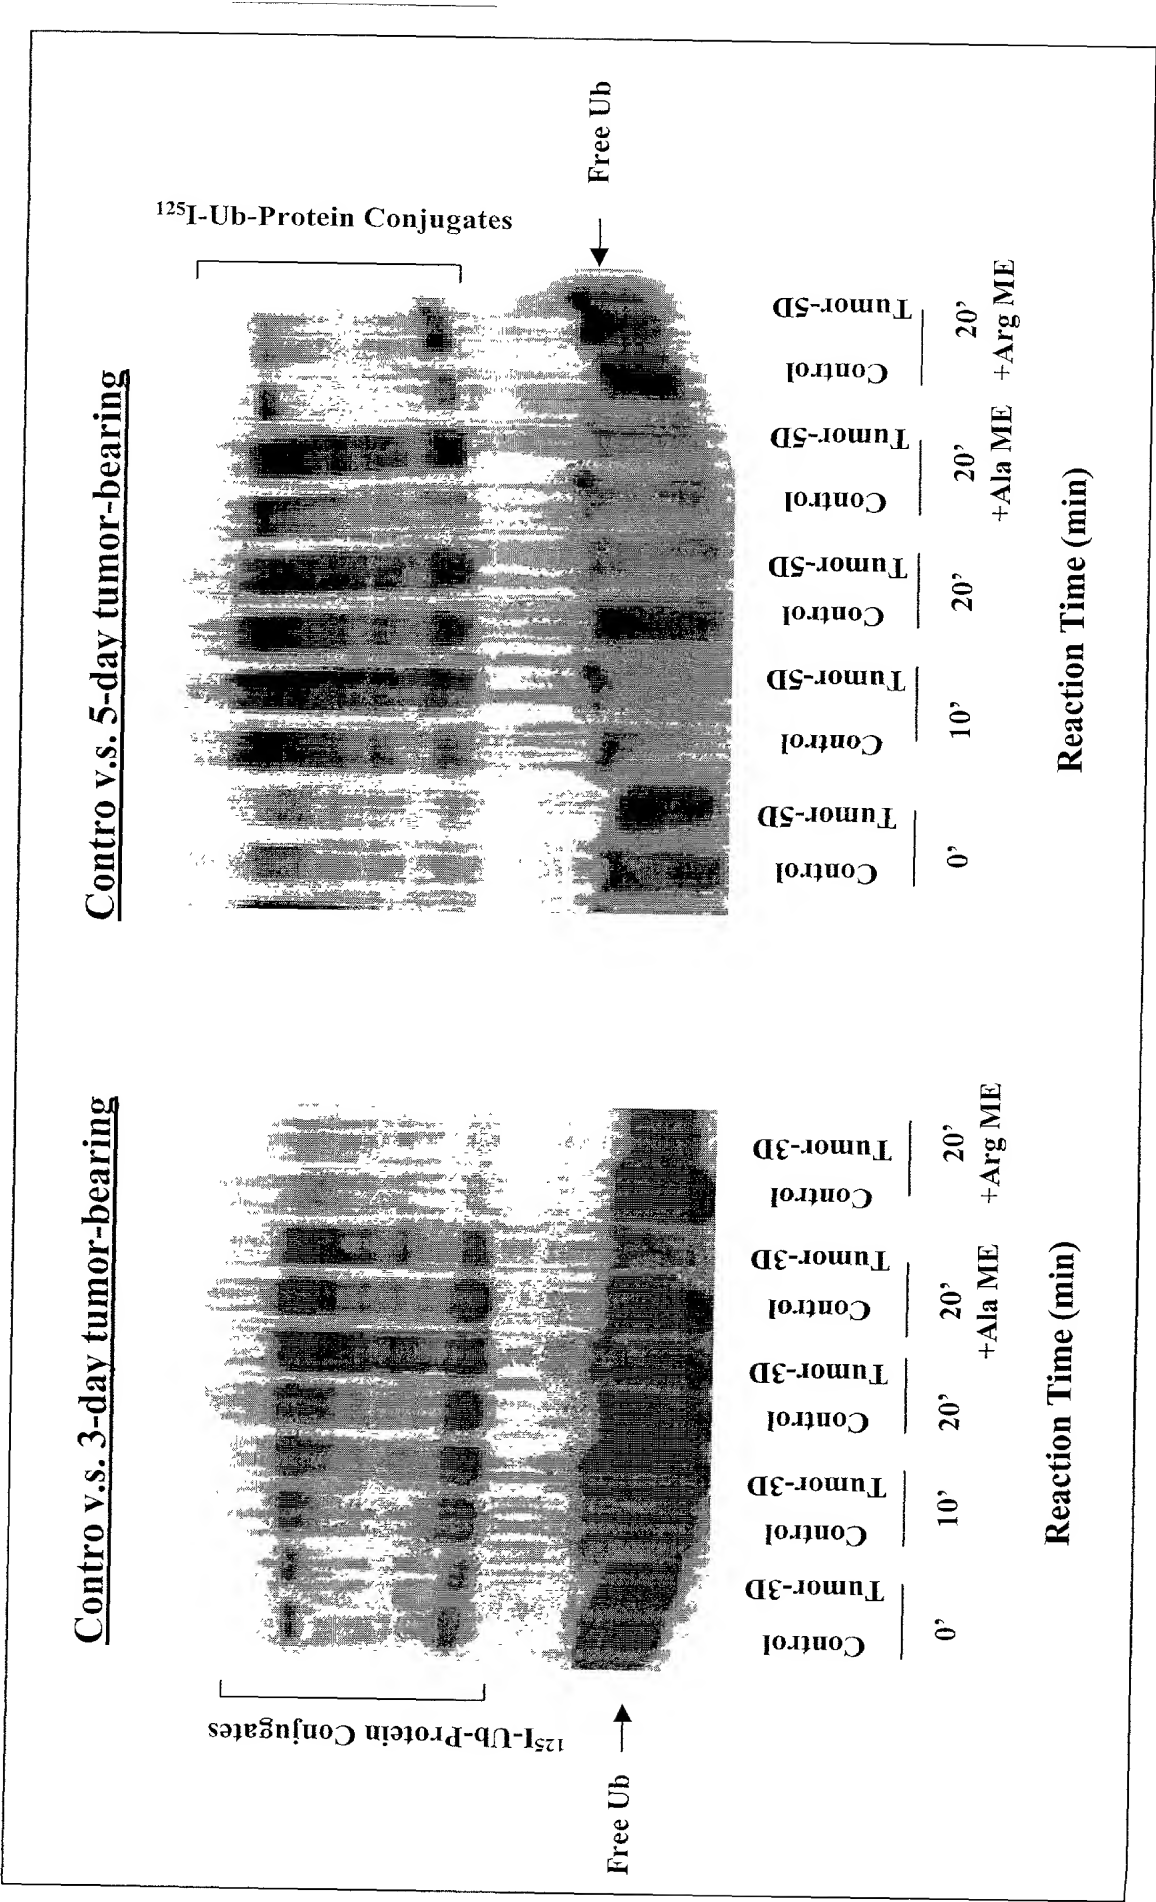 Contro v.s. 3-day tumor-bearing
¹²⁵I-Ub-Protein Conjugates
Free Ub
Control
Tumor-3D
Control
Tumor-3D
Control
Tumor-3D
Control
Tumor-3D
Control
Tumor-3D
0’
10’
20’
20’
20’
+Ala ME
+Arg ME
Reaction Time (min)
Contro v.s. 5-day tumor-bearing
¹²⁵I-Ub-Protein Conjugates
Free Ub
Control
Tumor-5D
Control
Tumor-5D
Control
Tumor-5D
Control
Tumor-5D
Control
Tumor-5D
0’
10’
20’
20’
20’
+Ala ME
+Arg ME
Reaction Time (min)